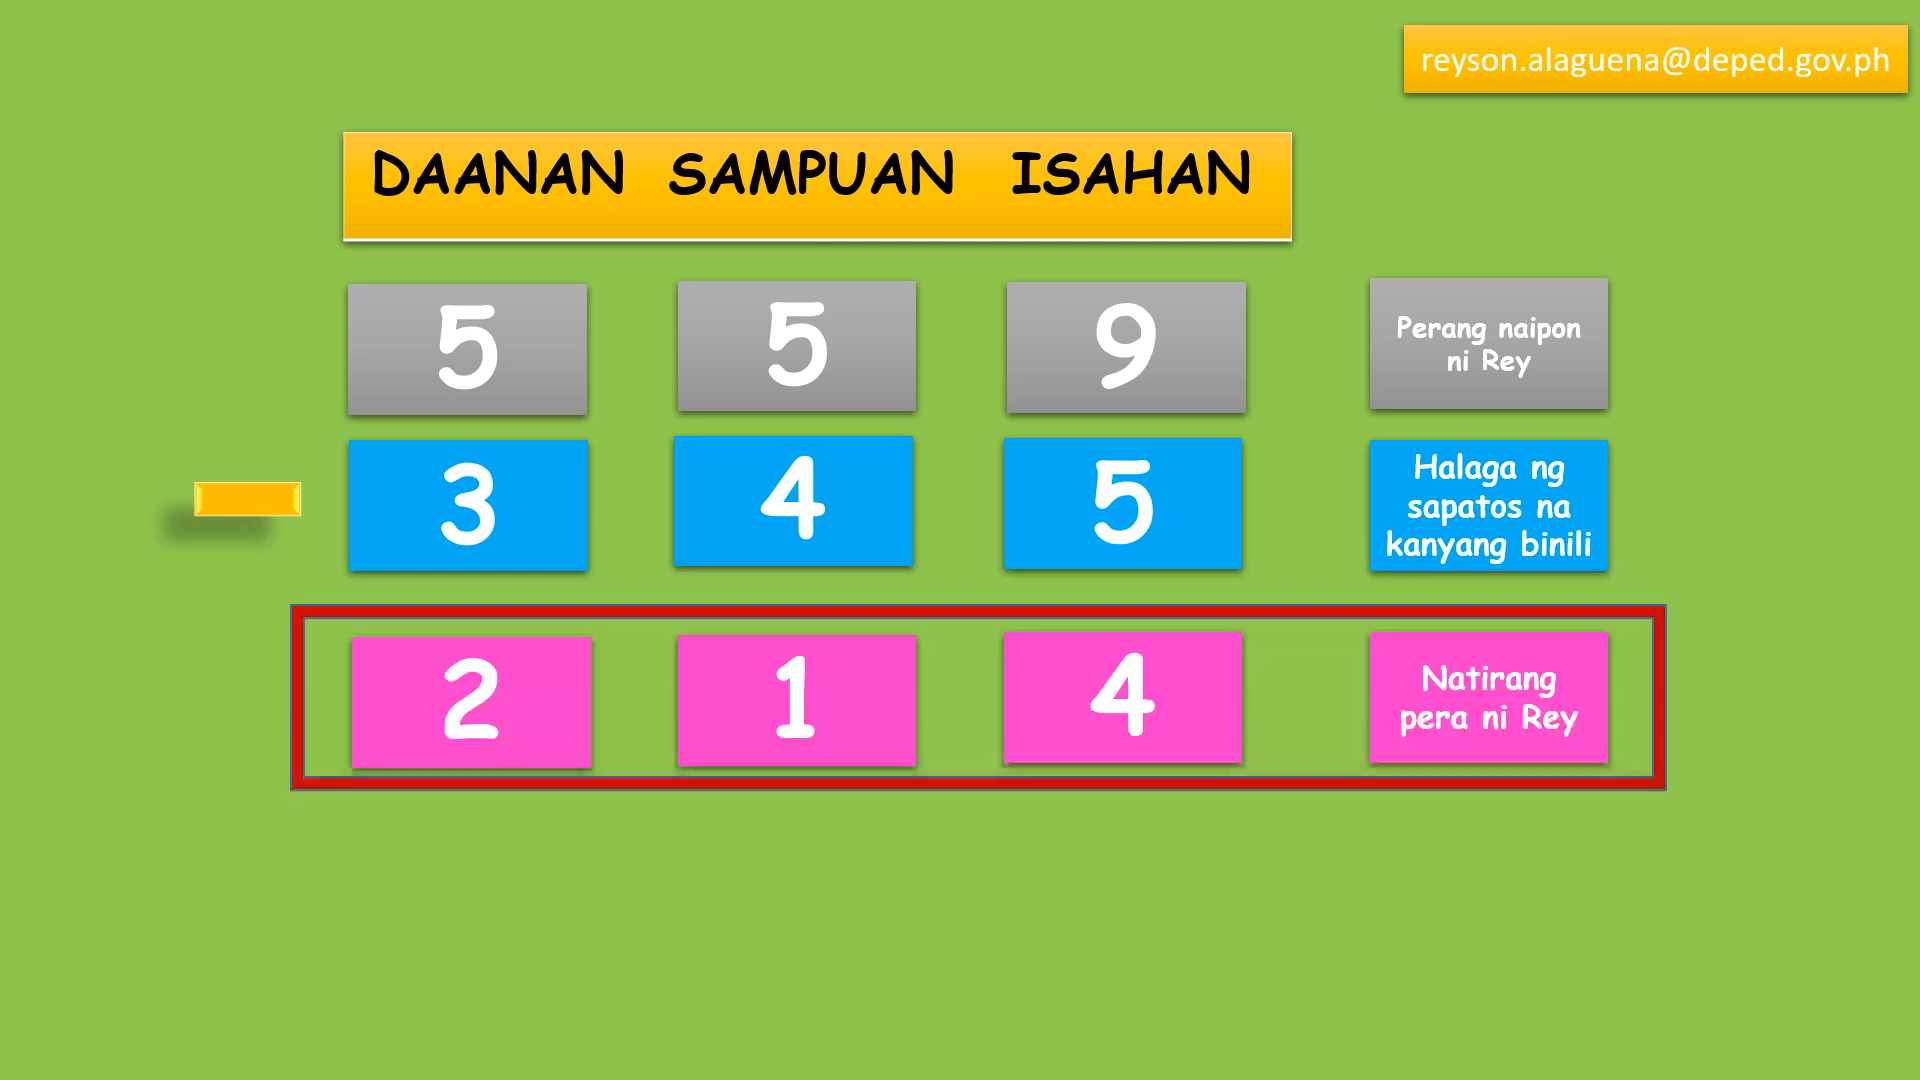 reyson.alaguena@deped.gov.ph
DAANAN SAMPUAN ISAHAN
5 5 9 Perang naipon
ni Rey
3 4 5 Halaga ng
sapatos na
kanyang binili
2 1 4 Natirang
pera ni Rey